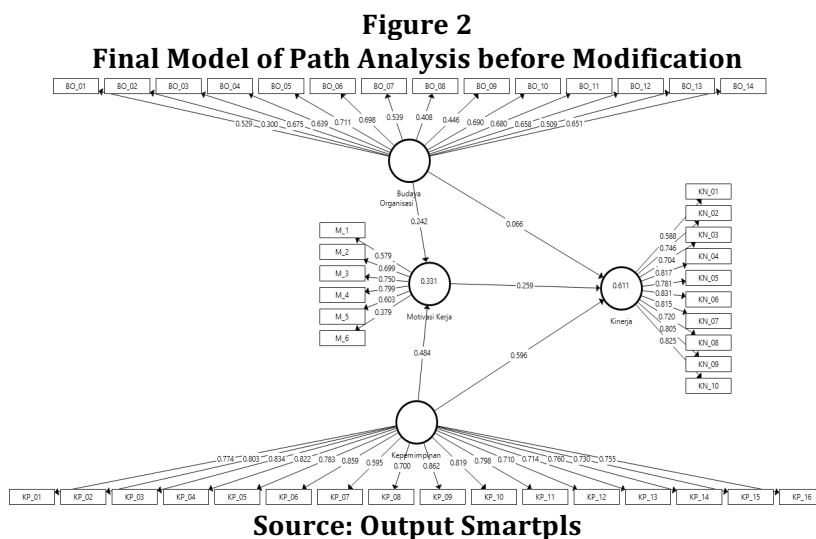 Figure 2
Final Model of Path Analysis before Modification
BO_01 BO_02 BO_03 BO_04 BO_05 BO_06 BO_07 BO_08 BO_09 BO_10 BO_11 BO_12 BO_13 BO_14
0.529 0.300 0.675 0.639 0.711 0.698 0.539 0.408 0.446 0.690 0.680 0.658 0.509 0.651
Budaya
Organisasi
0.242
0.066
M_1
M_2
M_3
M_4
M_5
M_6
0.579
0.699
0.750
0.799
0.603
0.379
0.331
Motivasi Kerja
0.259
0.611
Kinerja
0.588
0.746
0.704
0.817
0.781
0.831
0.815
0.720
0.805
0.825
KN_01
KN_02
KN_03
KN_04
KN_05
KN_06
KN_07
KN_08
KN_09
KN_10
0.484
0.596
Kepemimpinan
0.774 0.803 0.834 0.822 0.783 0.859 0.595 0.700 0.862 0.819 0.798 0.710 0.714 0.760 0.730 0.755
KP_01 KP_02 KP_03 KP_04 KP_05 KP_06 KP_07 KP_08 KP_09 KP_10 KP_11 KP_12 KP_13 KP_14 KP_15 KP_16
Source: Output Smartpls